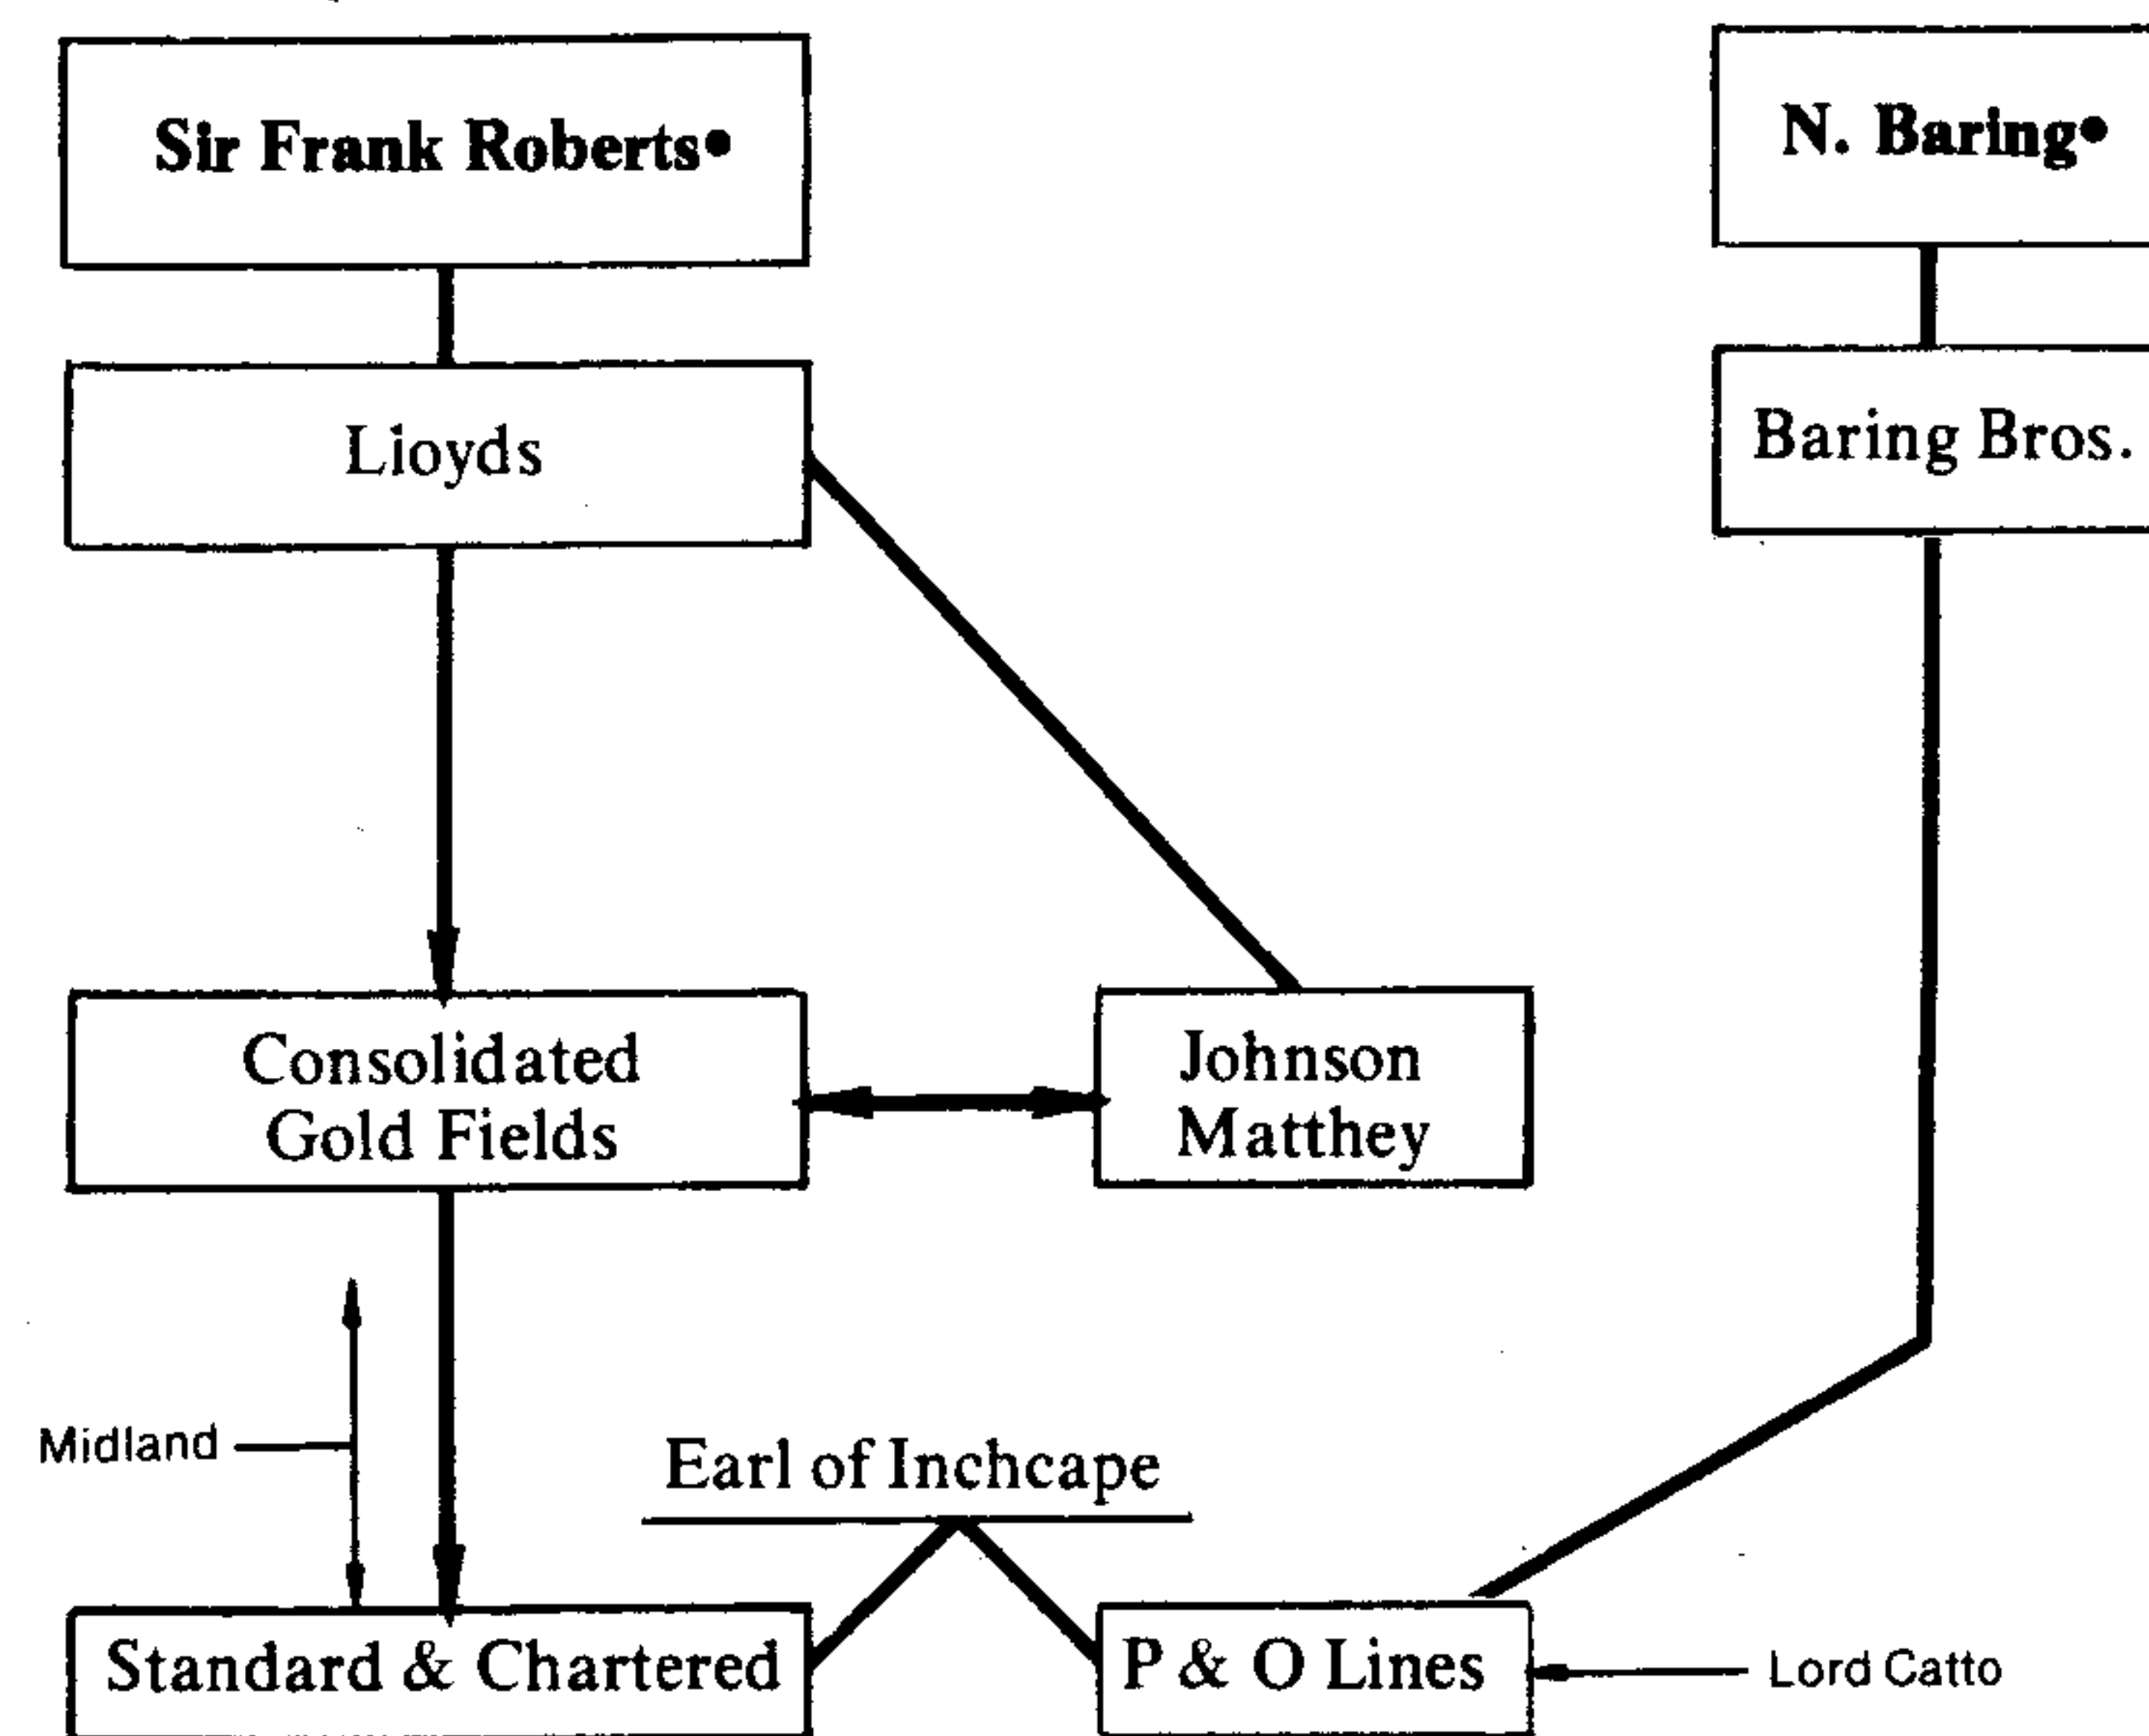 Sir Frank Roberts●
N. Baring●
Lioyds
Baring Bros.
Consolidated
Gold Fields
Johnson
Matthey
Midland
Earl of Inchcape
Standard & Chartered
P & O Lines
Lord Catto